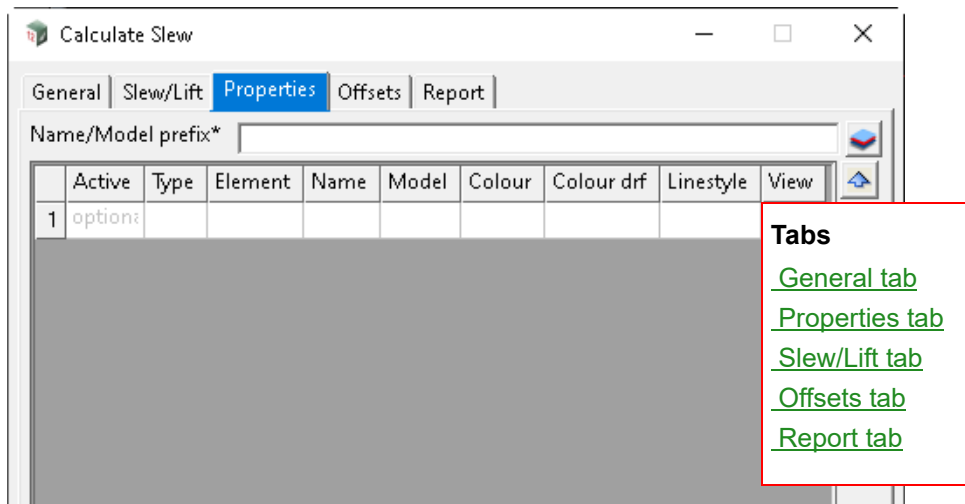 Calculate Slew
General Slew/Lift Properties Offsets Report
Name/Model prefix*
Active Type Element Name Model Colour Colour drf Linestyle View
1 optiona
Tabs
General tab
Properties tab
Slew/Lift tab
Offsets tab
Report tab